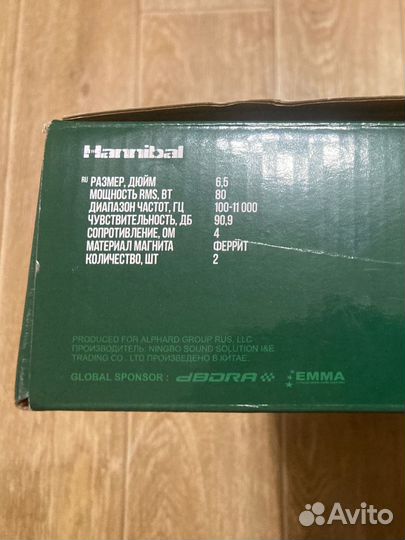 Hannibal
RU РАЗМЕР, ДЮЙМ 6,5
МОЩНОСТЬ RMS, ВТ 80
ДИАПАЗОН ЧАСТОТ, ГЦ 100-11 000
ЧУВСТВИТЕЛЬНОСТЬ, ДБ 90,9
СОПРОТИВЛЕНИЕ, ОМ 4
МАТЕРИАЛ МАГНИТА ФЕРРИТ
КОЛИЧЕСТВО, ШТ 2
PRODUCED FOR ALPHARD GROUP RUS, LLC
ПРОИЗВОДИТЕЛЬ: NINGBO SOUND SOLUTION I&E
TRADING CO., LTD ПРОИЗВЕДЕНО В КИТАЕ.
GLOBAL SPONSOR : dBDRA EMMA
Avito